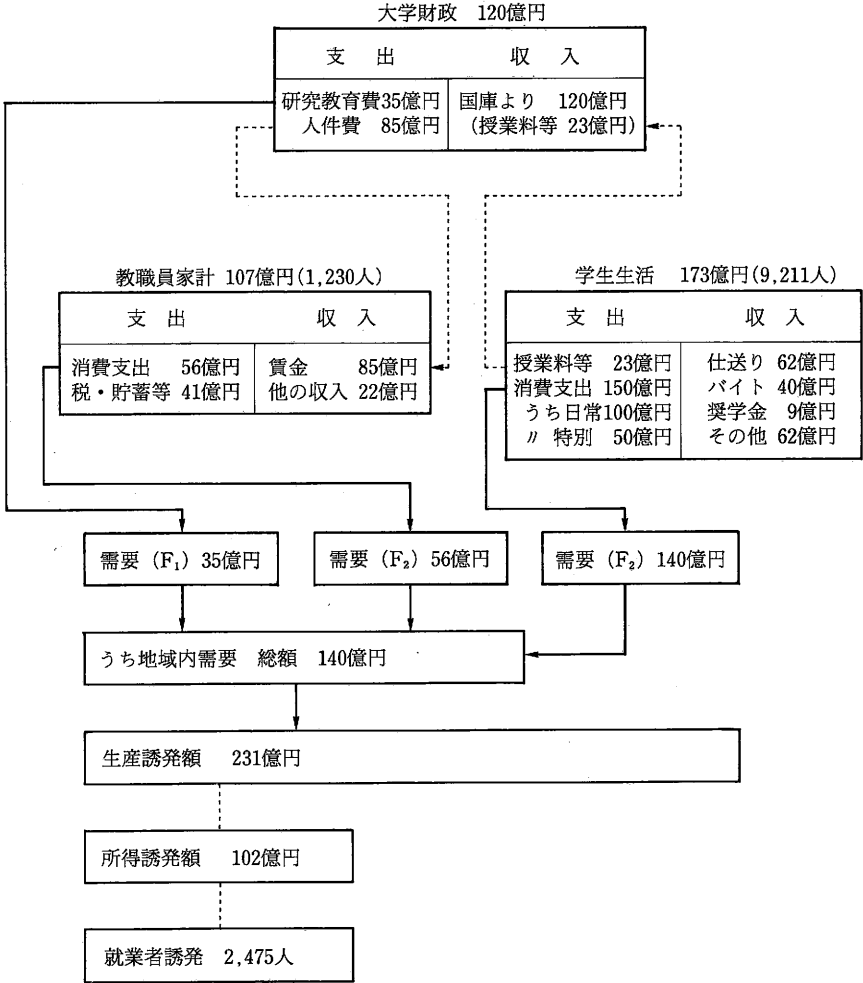 大学財政 120億円
支 出 収 入
研究教育費35億円 国庫より 120億円
人件費 85億円 (授業料等 23億円)
教職員家計 107億円(1,230人)
支 出 収 入
消費支出 56億円 賃金 85億円
税・貯蓄等 41億円 他の収入 22億円
学生生活 173億円(9,211人)
支 出 収 入
授業料等 23億円 仕送り 62億円
消費支出 150億円 バイト 40億円
うち日常100億円 奨学金 9億円
〃 特別 50億円 その他 62億円
需要(F₁)35億円
需要(F₂)56億円
需要(F₂)140億円
うち地域内需要 総額 140億円
生産誘発額 231億円
所得誘発額 102億円
就業者誘発 2,475人